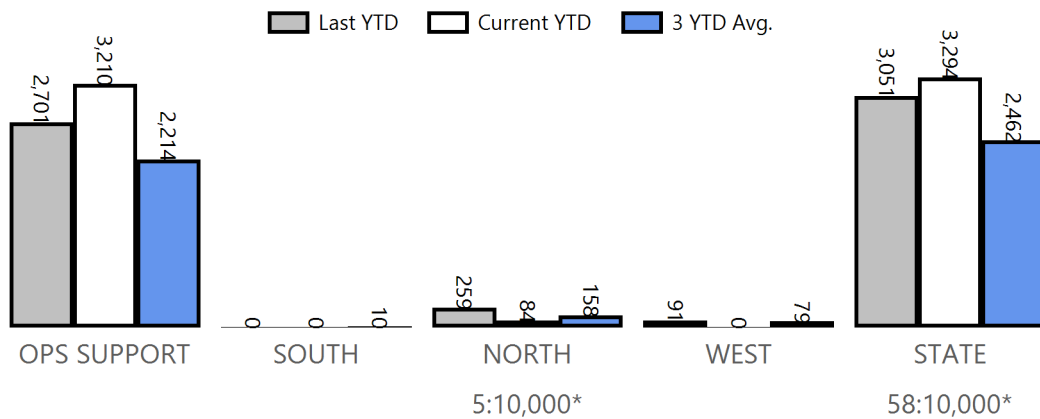 Last YTD Current YTD 3 YTD Avg.
2,701 3,210 2,214 0 0 10 259 84 158 91 0 79 3,051 3,294 2,462
OPS SUPPORT SOUTH NORTH WEST STATE
5:10,000* 58:10,000*